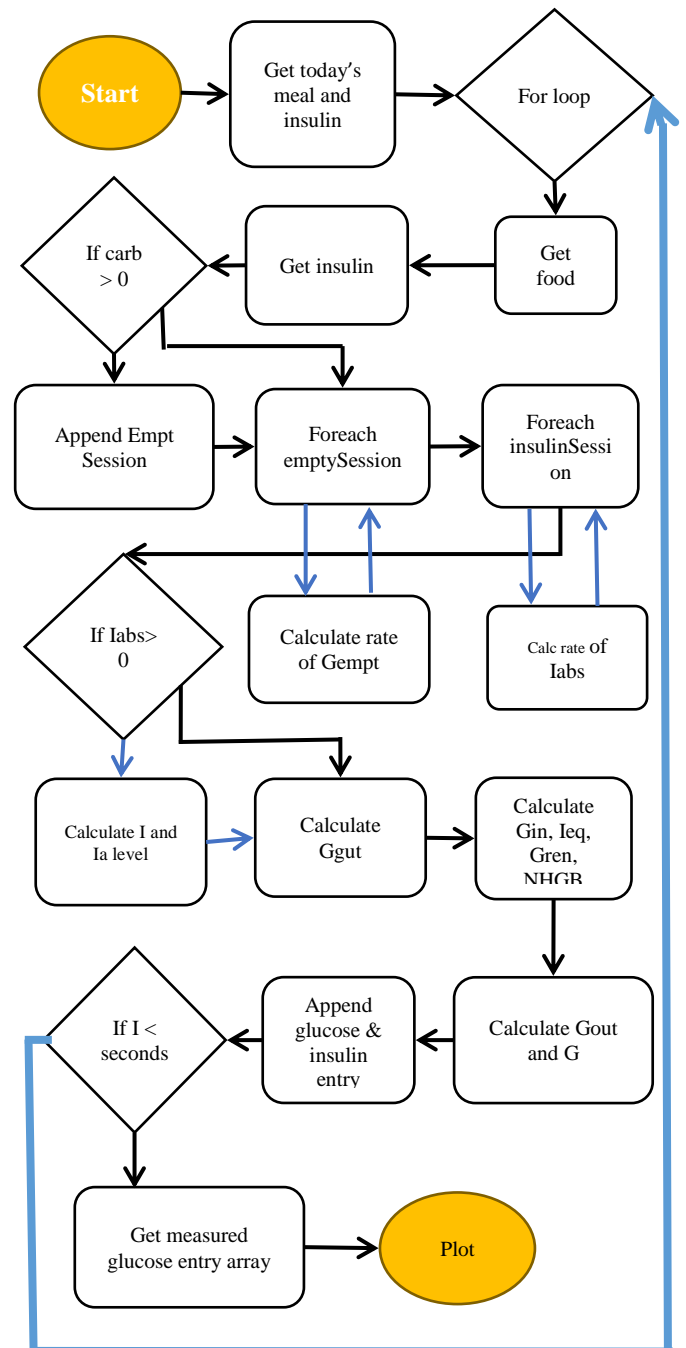 Start
Get today's
meal and
insulin
For loop
Get
food
Get insulin
If carb
> 0
Append Empt
Session
Foreach
emptySession
Foreach
insulinSessi
on
Calculate rate
of Gempt
Calc rate of
Iabs
If Iabs>
0
Calculate I and
Ia level
Calculate
Ggut
Calculate
Gin, Ieq,
Gren,
NHGB
Calculate Gout
and G
Append
glucose &
insulin
entry
If I <
seconds
Get measured
glucose entry array
Plot